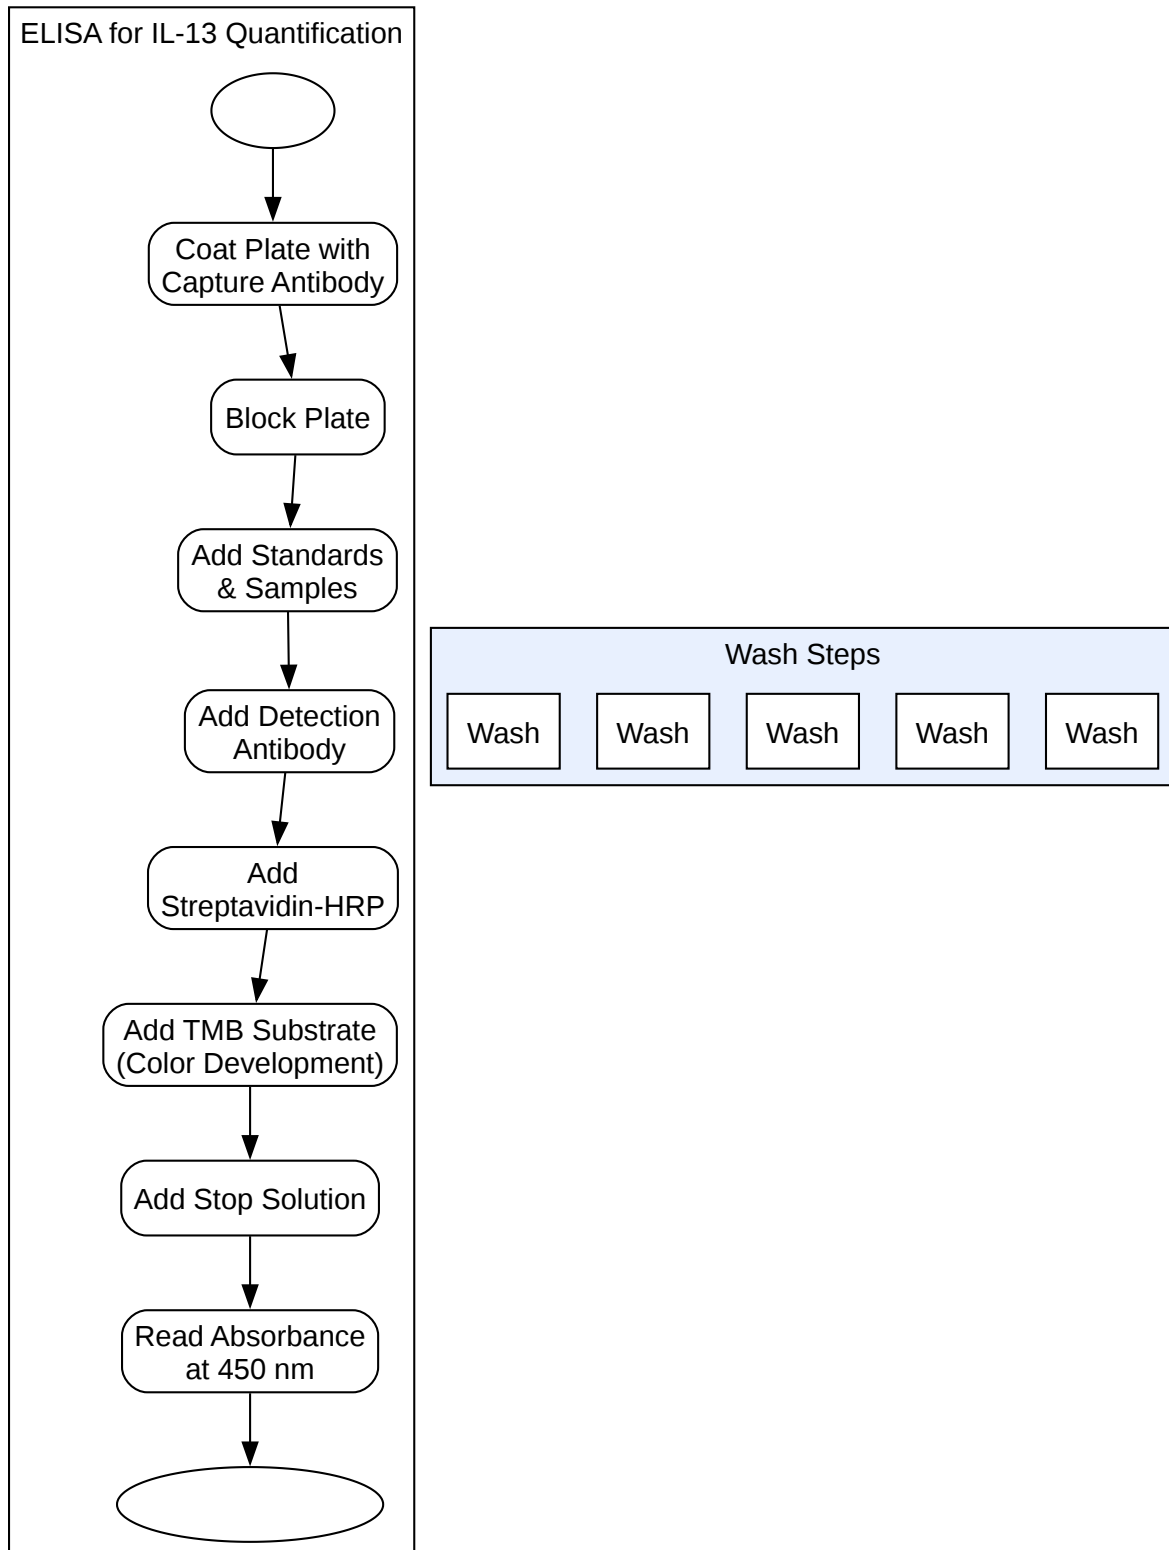 ELISA for IL-13 Quantification
Coat Plate with
Capture Antibody
Block Plate
Add Standards
& Samples
Add Detection
Antibody
Add
Streptavidin-HRP
Add TMB Substrate
(Color Development)
Add Stop Solution
Read Absorbance
at 450 nm
Wash Steps
Wash
Wash
Wash
Wash
Wash